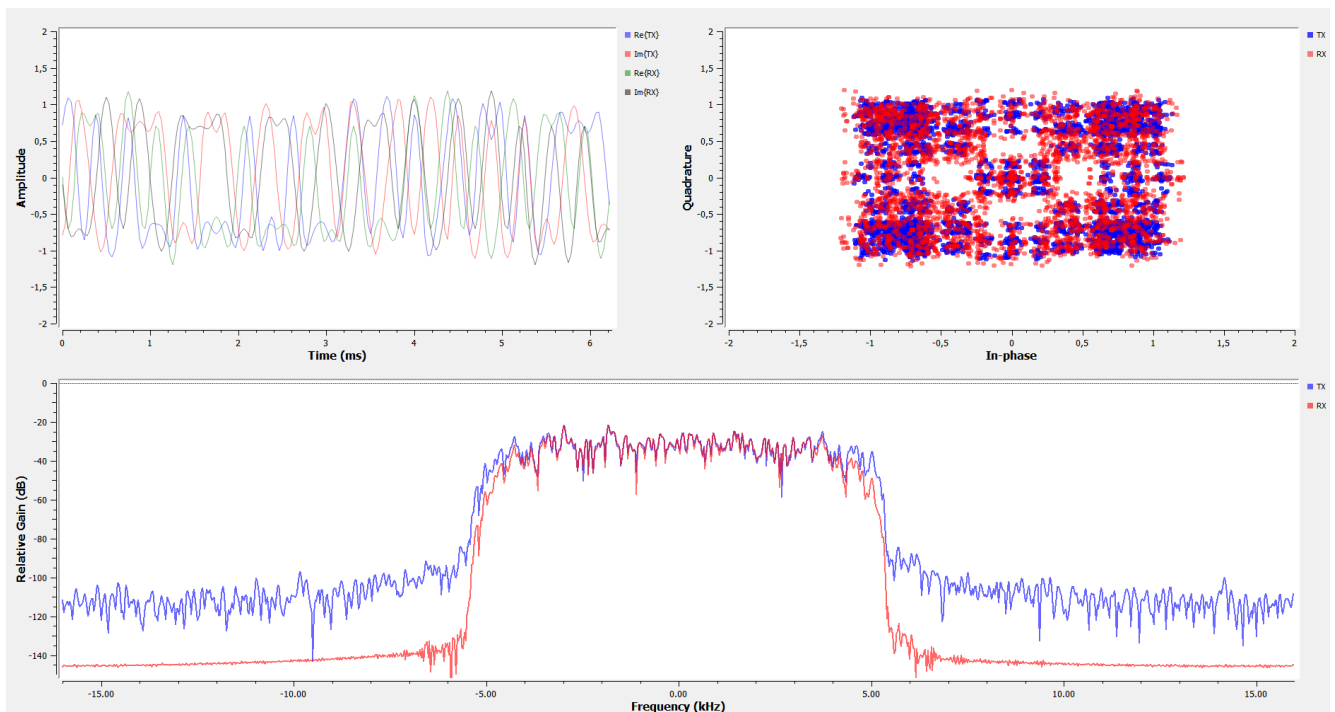 2
1,5
1
0,5
0
-0,5
-1
-1,5
-2
Amplitude
0 1 2 3 4 5 6
Time (ms)
Re{TX}
Im{TX}
Re{RX}
Im{RX}
2
1,5
1
0,5
0
-0,5
-1
-1,5
-2
Quadrature
-2 -1,5 -1 -0,5 0 0,5 1 1,5 2
In-phase
TX
RX
0
-20
-40
-60
-80
-100
-120
-140
Relative Gain (dB)
-15.00 -10.00 -5.00 0.00 5.00 10.00 15.00
Frequency (kHz)
TX
RX